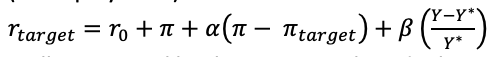 r_target = r_0 + π + α(π − π_target) + β((Y−Y*)/Y*)